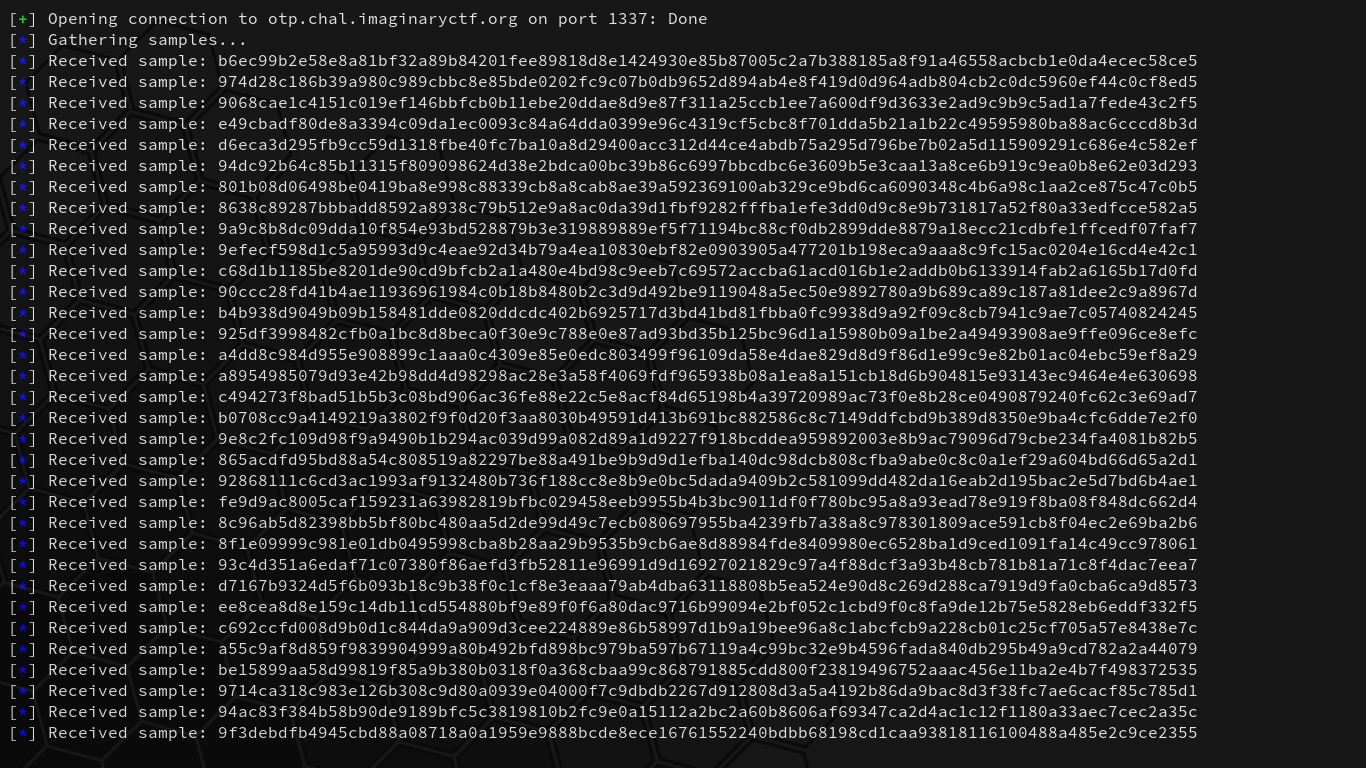 [+] Opening connection to otp.chal.imaginaryctf.org on port 1337: Done
[*] Gathering samples...
[*] Received sample: b6ec99b2e58e8a81bf32a89b84201fee89818d8e1424930e85b87005c2a7b388185a8f91a46558acbcb1e0da4ecec58ce5
[*] Received sample: 974d28c186b39a980c989cbbc8e85bde0202fc9c07b0db9652d894ab4e8f419d0d964adb804cb2c0dc5960ef44c0cf8ed5
[*] Received sample: 9068cae1c4151c019ef146bbfcb0b11ebe20ddae8d9e87f311a25ccb1ee7a600df9d3633e2ad9c9b9c5ad1a7fede43c2f5
[*] Received sample: e49cbadf80de8a3394c09da1ec0093c84a64dda0399e96c4319cf5cbc8f701dda5b21a1b22c49595980ba88ac6cccd8b3d
[*] Received sample: d6eca3d295fb9cc59d1318fbe40fc7ba10a8d29400acc312d44ce4abdb75a295d796be7b02a5d115909291c686e4c582ef
[*] Received sample: 94dc92b64c85b11315f809098624d38e2bdca00bc39b86c6997bbcdbc6e3609b5e3caa13a8ce6b919c9ea0b8e62e03d293
[*] Received sample: 801b08d06498be0419ba8e998c88339cb8a8cab8ae39a592369100ab329ce9bd6ca6090348c4b6a98c1aa2ce875c47c0b5
[*] Received sample: 8638c89287bbbadd8592a8938c79b512e9a8ac0da39d1fbf9282fffba1efe3dd0d9c8e9b731817a52f80a33edfcce582a5
[*] Received sample: 9a9c8b8dc09dda10f854e93bd528879b3e319889889ef5f71194bc88cf0db2899dde8879a18ecc21cdbfe1ffcedf07faf7
[*] Received sample: 9efedf598d1c5a95993cddc4eae92d34b79a4ea10830ebf82e0903905a477201b198eca9aaa8c9fc15ac0204e16cd4e42c1
[*] Received sample: c68d1b1185be8201de90cd9bfcb2a1a480e4bd98c9eeb7c69572accba61acd016b1e2addb0b6133914fab2a6165b17d0fd
[*] Received sample: 90ccc28fd41b4ae11936961984c0b18b8480b2c3d9d492be9119048a5ec50e9892780a9b689ca89c187a81dee2c9a8967d
[*] Received sample: b4b938d9049b09b158481dde0820ddcdc402b6925717d3bd41bd81fbba0fc9938d9a92f09c8cb7941c9ae7c05740824245
[*] Received sample: 925df3998482cfb0a1bc8d8beca0f30e9c788e0e87ad93bd35b125bc96d1a15980b09a1be2a49493908ae9ffe096ce8efc
[*] Received sample: a4dd8c984d955e908899c1aaa0c4309e85e0edc803499f96109da58e4dae829d8d9f86d1e99c9e82b01ac04ebc59ef8a29
[*] Received sample: a8954985079d93e42b98dd4d98298ac28e3a58f4069fdf965938b08a1ea8a151cb18d6b904815e93143ec9464e4e630698
[*] Received sample: c494273f8bad51b5b3c08bd906ac36fe88e22c5e8acf84d65198b4a39720989ac73f0e8b28ce0490879240fc62c3e69ad7
[*] Received sample: b0708cc9a4149219a3802f9f0d20f3aa8030b49591d413b691bfc882586c8c7149ddfcbd9b389d8350e9ba4cfc6dde7e2f0
[*] Received sample: 9e8c2fc109d98f9a9490b1b294ac039d99a082d89a1d9227f918bcddea959892003e8b9ac79096d79cbe234fa4081b82b5
[*] Received sample: 865acdfd95bd88a54c808519882297be88a491be9b9d9d1efba140dc98dcb808cfba9abe0c8c0a1ef29a604bd66d65a2d1
[*] Received sample: 92868111c6cd3ac1993af9132480b736f188cc8e8b9e0bc5dada9409b2c581099dd482da16eab2d195bac2e5d7bd6b4ae1
[*] Received sample: fe9d9adc8005caf159231a63982819bfbc029458eeb9955b4b3bc9011df0f780bc95a8a93ead78e919f8ba08f848dc662d4
[*] Received sample: 8c96ab5d82398bb5bf80bc480aa5d2de99d49c7ecb080697955ba4239fb7a38a8c978301809ace591cb8f04ec2e69ba2b6
[*] Received sample: 8f1e09999c981e01db0495998cba8b28aa29b9535b9cb6ae8d88984fde8409980ec6528ba1d9ced1091fa14c49cc978061
[*] Received sample: 93c4d351a6edaf71c07380f86aefd3fb52811e96991d9d16927021829c97a4f88dcf3a93b48cb781b81a71c8f4dac7eea7
[*] Received sample: d7167b9324d5f6b093b18c9b38f0d1cf8e3eaaa79ab4dba63118808b5ea524e90d8c269d288ca7919d9fa0cba6ca9d8573
[*] Received sample: ee8cea8d8e159c14db11cd554880bf9e89f0f6a80dac9716b99094e2bf052c1cbd9f0c8fa9de12b75e5828eb6eddf332f5
[*] Received sample: c692ccfd008d9b0d1c844da9a909d3cee224889e86b58997d1b9a19bee96a8c1abcfcb9a228cb01c25cf705a57e8438e7c
[*] Received sample: a55c9af8d859f9839904999a80b492bfd898bc979ba597b67119a4c99bc32e9b4596fada840db295b49a9cd782a2a44079
[*] Received sample: be15899aa58d99819f85a9b380b0318f0a368cbaa99c868791885cdd800f23819496752aaac456e11ba2e4b7f498372535
[*] Received sample: 9714ca318c983e126b308c9d80a0939e04000f7c9dbdb2267d912808d3a5a4192b86da9bac8d3f38fc7ae6cacf85c785d1
[*] Received sample: 94ac83f384b58b90de9189bfc5c3819810b2fc9e0a15112a2bc2a60b8606af69347ca2d4ac1c12f1180a33aec7cec2a35c
[*] Received sample: 9f3debdfb4945cbd88a08718a0a1959e9888bcde8ece16761552240bdbb68198cd1caa93818116100488a485e2c9ce2355